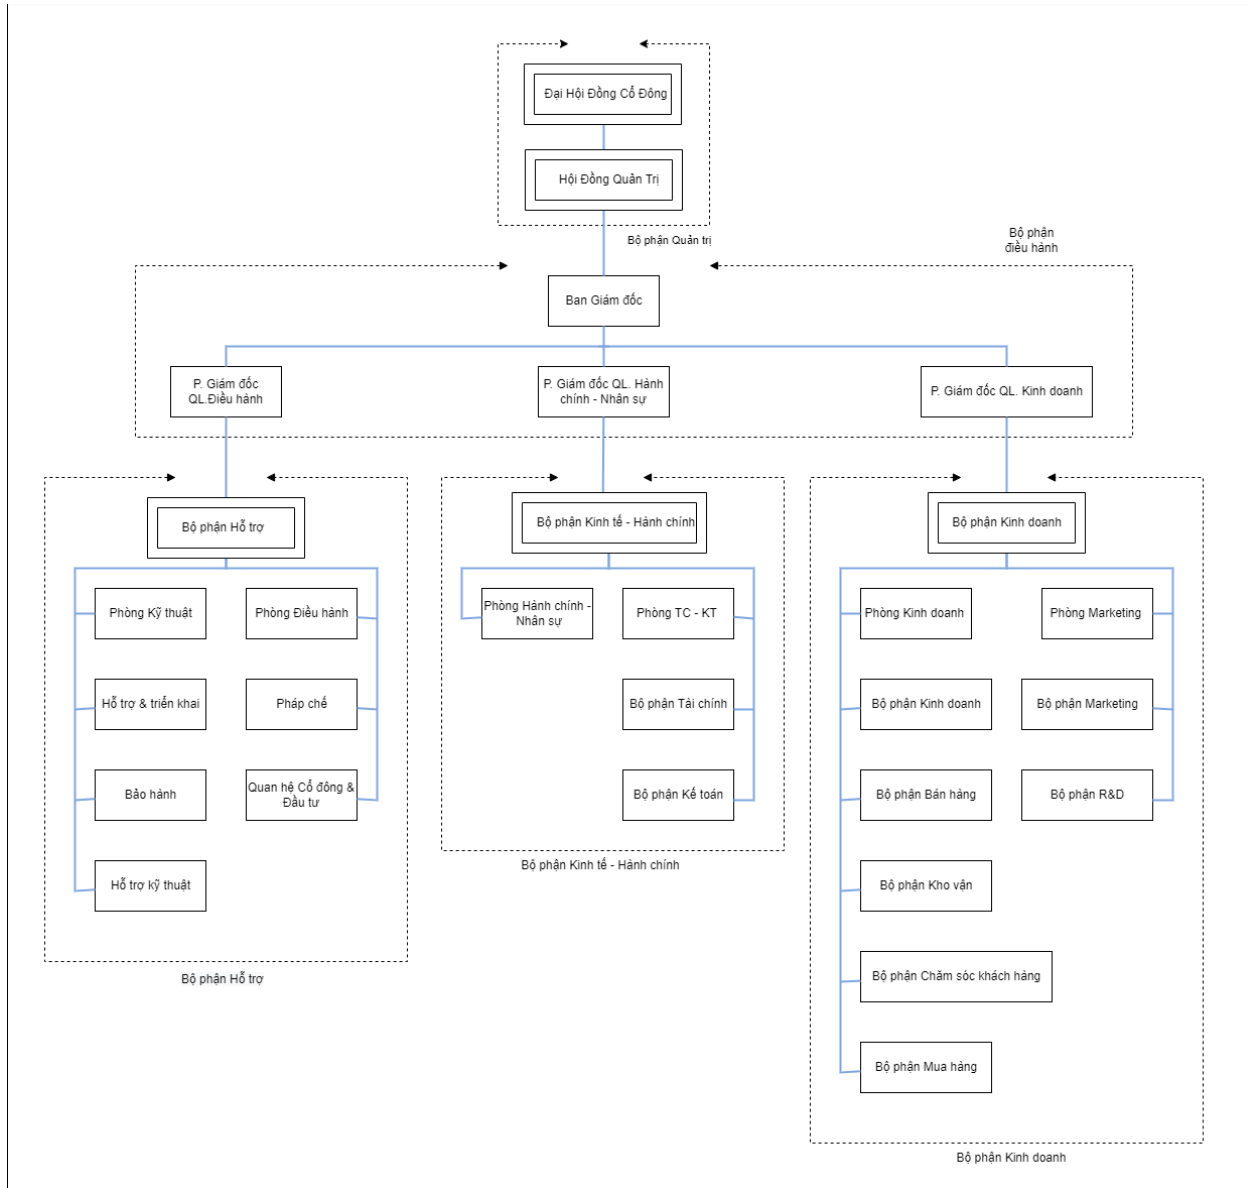 Đại Hội Đồng Cổ Đông
Hội Đồng Quản Trị
Bộ phận Quản trị
Bộ phận
điều hành
Ban Giám đốc
P. Giám đốc
QL.Điều hành
P. Giám đốc QL. Hành
chính - Nhân sự
P. Giám đốc QL. Kinh doanh
Bộ phận Hỗ trợ
Phòng Kỹ thuật
Phòng Điều hành
Hỗ trợ & triển khai
Pháp chế
Bảo hành
Quan hệ Cổ đông &
Đầu tư
Hỗ trợ kỹ thuật
Bộ phận Hỗ trợ
Bộ phận Kinh tế - Hành chính
Phòng Hành chính -
Nhân sự
Phòng TC - KT
Bộ phận Tài chính
Bộ phận Kế toán
Bộ phận Kinh tế - Hành chính
Bộ phận Kinh doanh
Phòng Kinh doanh
Phòng Marketing
Bộ phận Kinh doanh
Bộ phận Marketing
Bộ phận Bán hàng
Bộ phận R&D
Bộ phận Kho vận
Bộ phận Chăm sóc khách hàng
Bộ phận Mua hàng
Bộ phận Kinh doanh